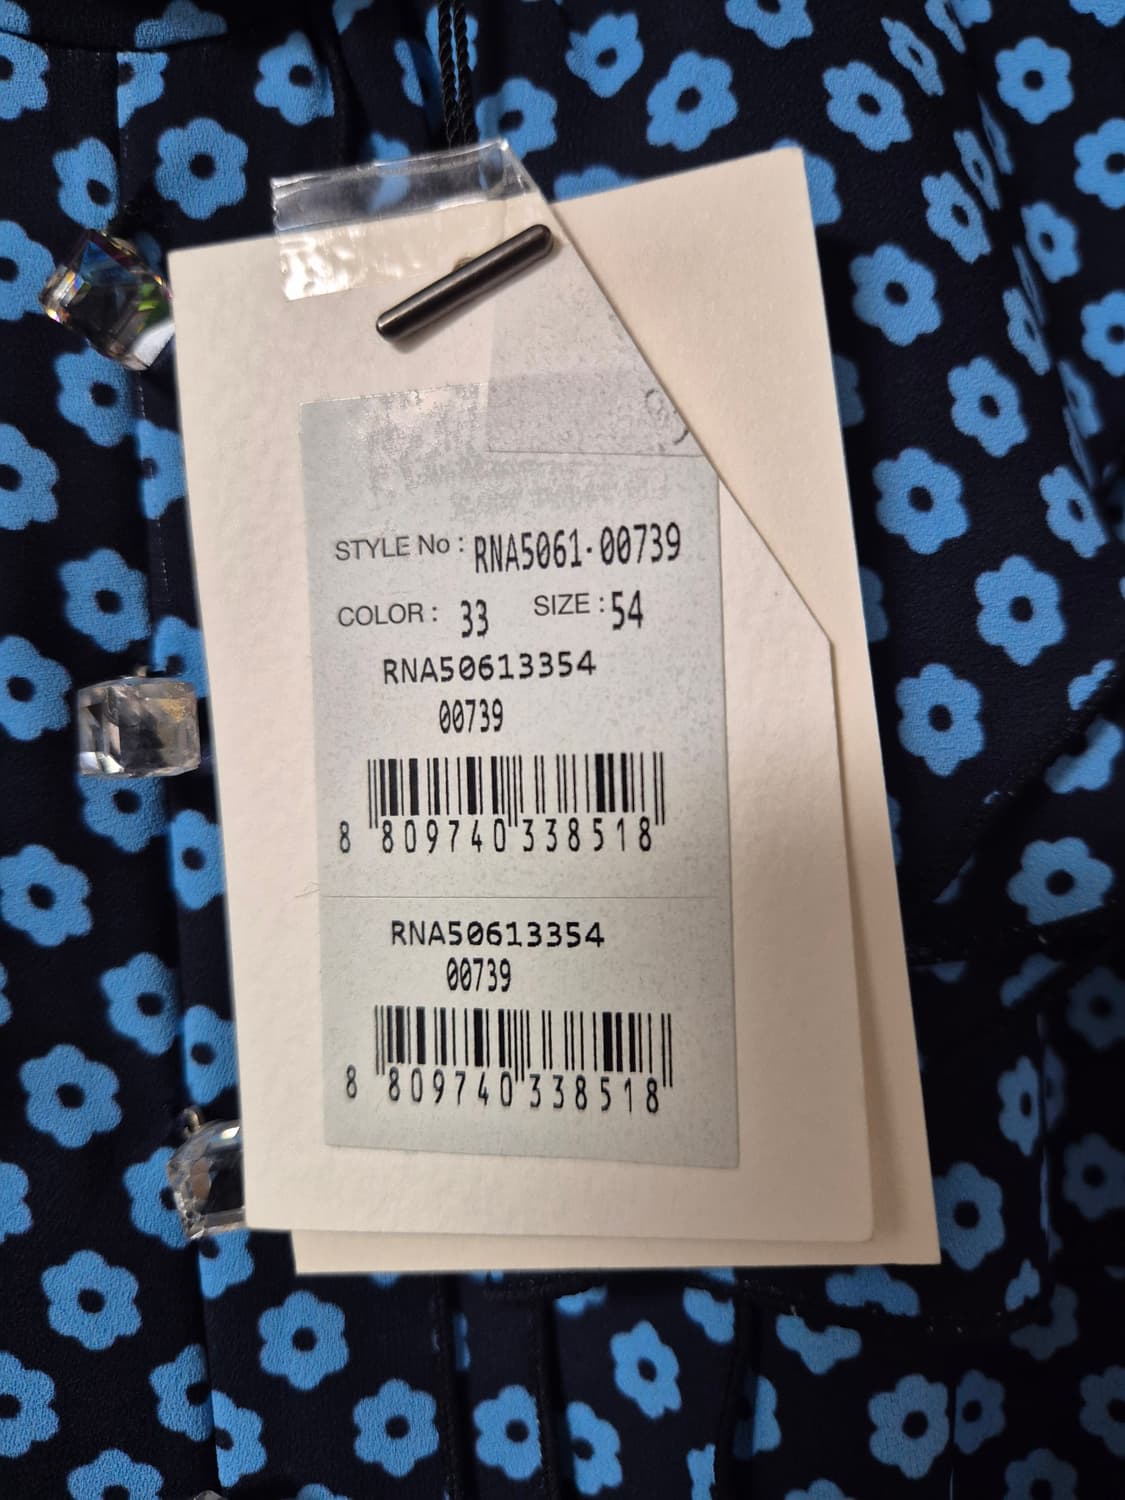 STYLE No : RNA5061-00739
COLOR : 33 SIZE : 54
RNA50613354
00739
8 809740 338518
RNA50613354
00739
8 809740 338518